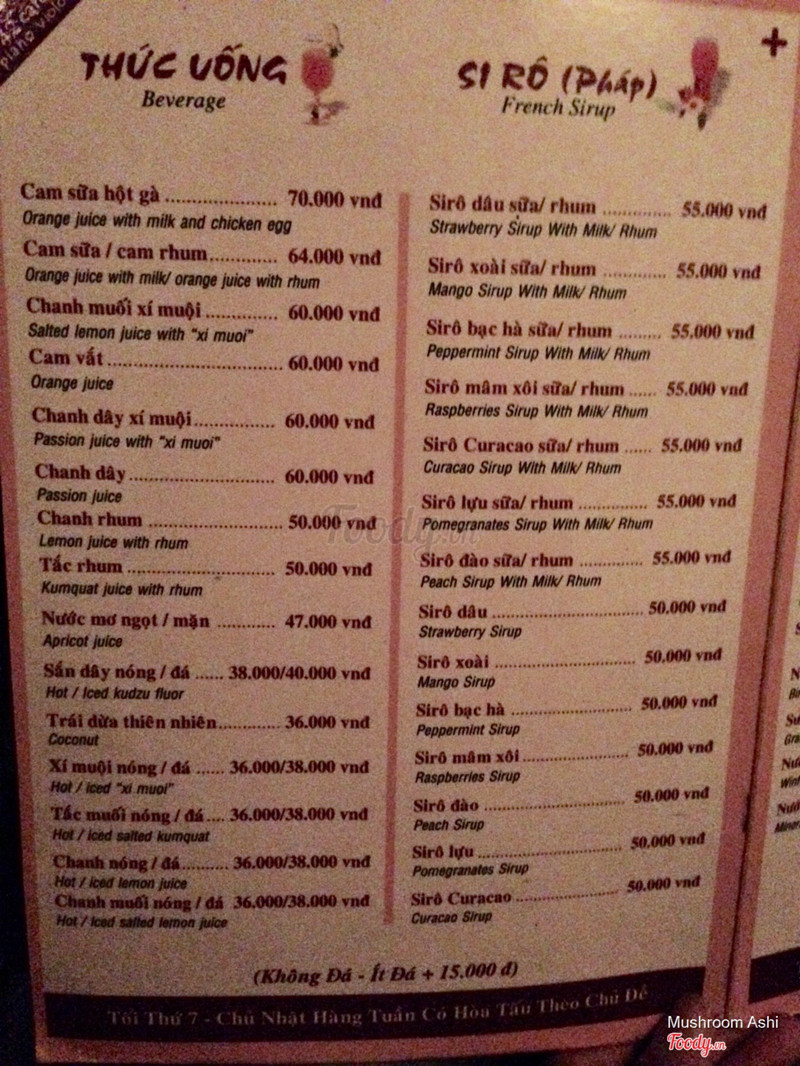 Piano Violo
THỨC UỐNG
Beverage
Cam sữa hột gà ..................... 70.000 vnđ
Orange juice with milk and chicken egg
Cam sữa / cam rhum............. 64.000 vnđ
Orange juice with milk/ orange juice with rhum
Chanh muối xí muội .............. 60.000 vnđ
Salted lemon juice with "xi muoi"
Cam vắt ................................. 60.000 vnđ
Orange juice
Chanh dây xí muội................ 60.000 vnđ
Passion juice with "xi muoi"
Chanh dây............................. 60.000 vnđ
Passion juice
Chanh rhum .......................... 50.000 vnđ
Lemon juice with rhum
Tắc rhum ............................... 50.000 vnđ
Kumquat juice with rhum
Nước mơ ngọt / mặn ............ 47.000 vnđ
Apricot juice
Sắn dây nóng / đá ...... 38.000/40.000 vnđ
Hot / Iced kudzu fluor
Trái dừa thiên nhiên............. 36.000 vnđ
Coconut
Xí muội nóng / đá ...... 36.000/38.000 vnđ
Hot / iced "xi muoi"
Tắc muối nóng / đá .... 36.000/38.000 vnđ
Hot / iced salted kumquat
Chanh nóng / đá.......... 36.000/38.000 vnđ
Hot / iced lemon juice
Chanh muối nóng / đá 36.000/38.000 vnđ
Hot / iced salted lemon juice
SI RÔ (Pháp)
French Sirup
+
Sirô dâu sữa/ rhum .............. 55.000 vnđ
Strawberry Sirup With Milk/ Rhum
Sirô xoài sữa/ rhum .............. 55.000 vnđ
Mango Sirup With Milk/ Rhum
Sirô bạc hà sữa/ rhum ......... 55.000 vnđ
Peppermint Sirup With Milk/ Rhum
Sirô mâm xôi sữa/ rhum ...... 55.000 vnđ
Raspberries Sirup With Milk/ Rhum
Sirô Curacao sữa/ rhum ...... 55.000 vnđ
Curacao Sirup With Milk/ Rhum
Sirô lựu sữa/ rhum ............... 55.000 vnđ
Pomegranates Sirup With Milk/ Rhum
Sirô đào sữa/ rhum .............. 55.000 vnđ
Peach Sirup With Milk/ Rhum
Sirô dâu ................................. 50.000 vnđ
Strawberry Sirup
Sirô xoài ............................... 50.000 vnđ
Mango Sirup
Sirô bạc hà ........................... 50.000 vnđ
Peppermint Sirup
Sirô mâm xôi........................ 50.000 vnđ
Raspberries Sirup
Sirô đào ............................... 50.000 vnđ
Peach Sirup
Sirô lựu ................................ 50.000 vnđ
Pomegranates Sirup
Sirô Curacao ....................... 50.000 vnđ
Curacao Sirup
(Không Đá - Ít Đá + 15.000 đ)
Tối Thứ 7 - Chủ Nhật Hàng Tuần Có Hòa Tấu Theo Chủ Đề
Foody.vn
Mushroom Ashi
Foody.vn